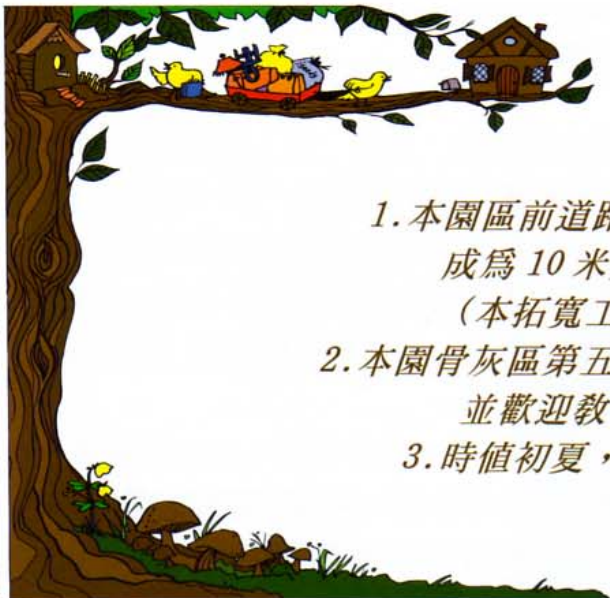 1.本園區前道路
成爲 10 米
(本拓寬工
2.本園骨灰區第五
並歡迎教
3.時值初夏，